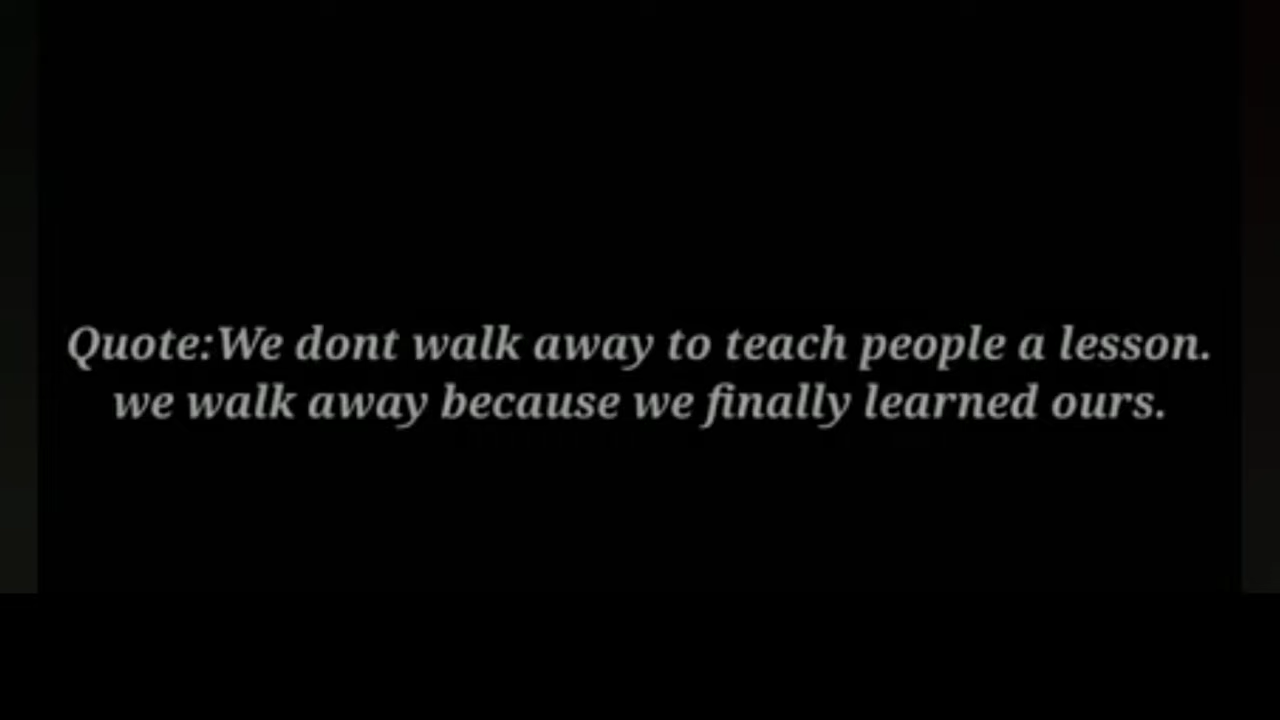 Quote:We dont walk away to teach people a lesson.
we walk away because we finally learned ours.